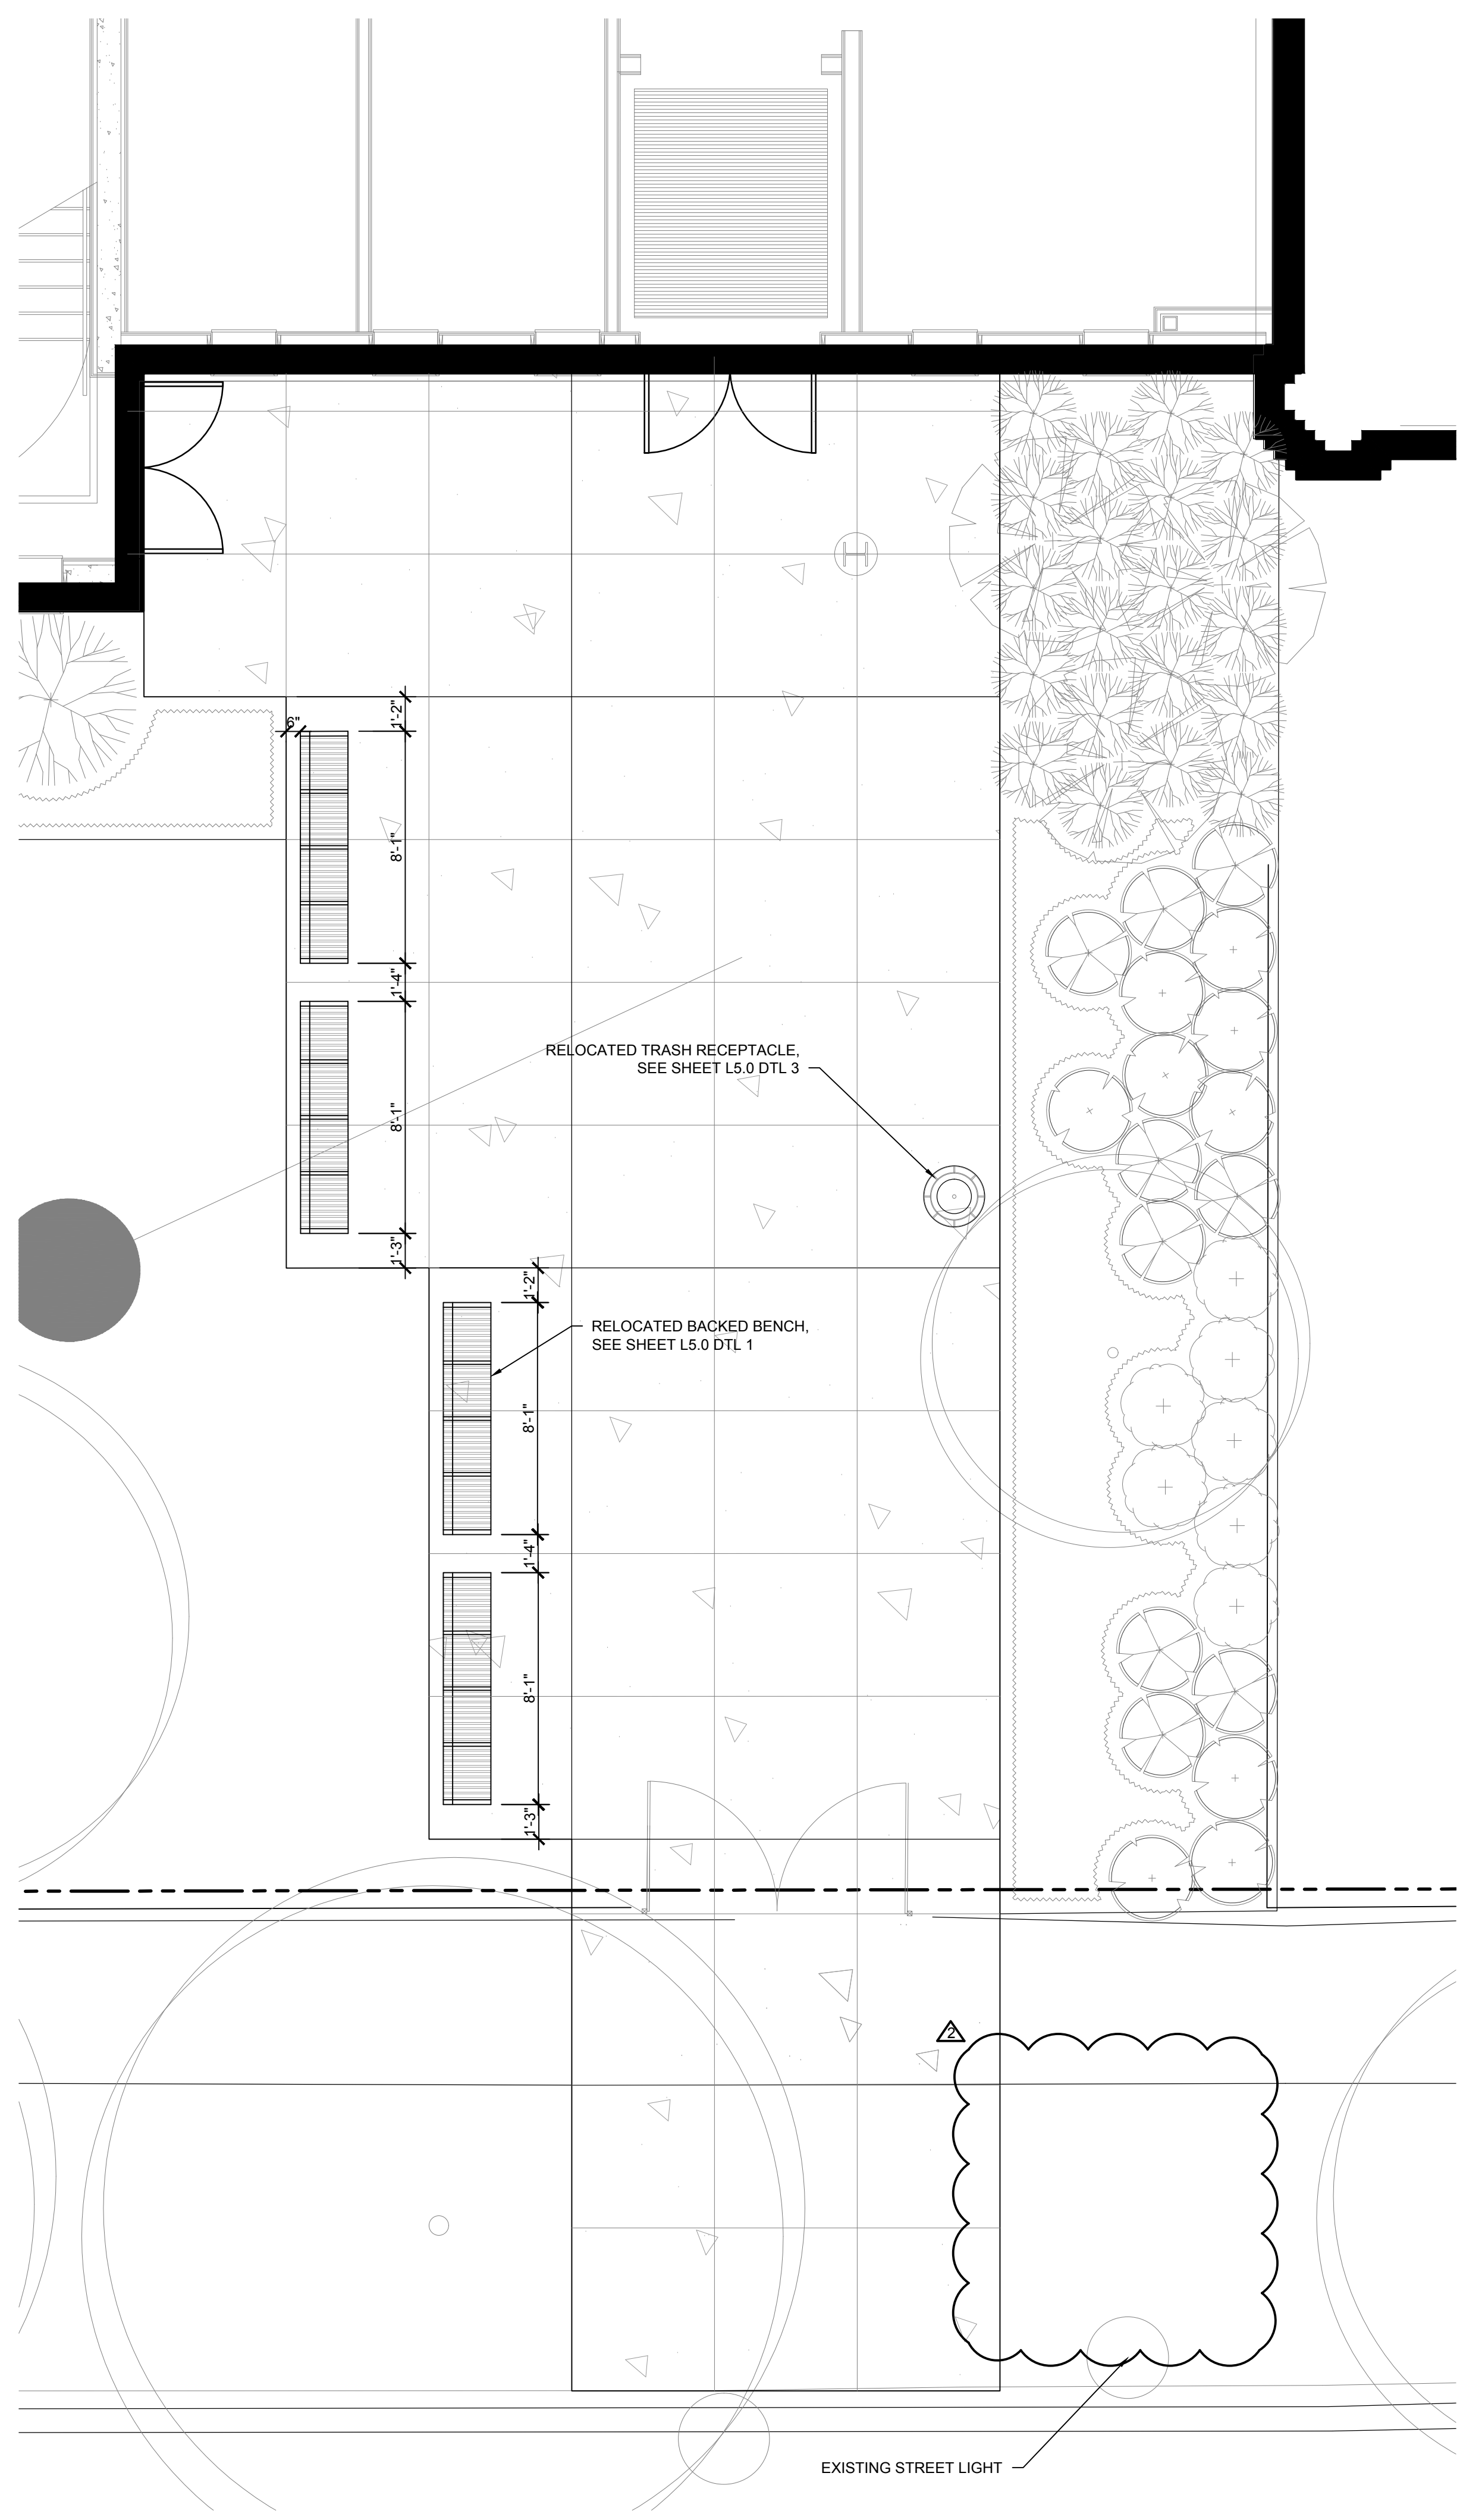 1'-2"
6"
8'-1"
1'-4"
RELOCATED TRASH RECEPTACLE,
SEE SHEET L5.0 DTL 3
8'-1"
1'-3"
1'-2"
RELOCATED BACKED BENCH,
SEE SHEET L5.0 DTL 1
8'-1"
1'-4"
8'-1"
1'-3"
2
EXISTING STREET LIGHT